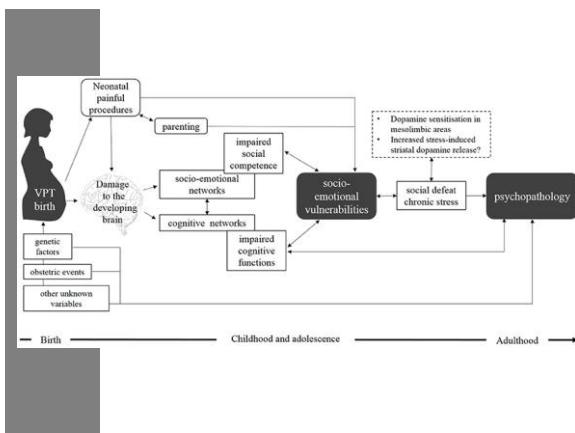 Neonatal
painful
procedures
parenting
• Dopamine sensitisation in
mesolimbic areas
• Increased stress-induced
striatal dopamine release?
impaired
social
competence
VPT
birth
Damage
to the
developing
brain
socio-emotional
networks
cognitive networks
impaired
cognitive
functions
socio-
emotional
vulnerabilities
social defeat
chronic stress
psychopathology
genetic
factors
obstetric events
other unknown
variables
Birth
Childhood and adolescence
Adulthood